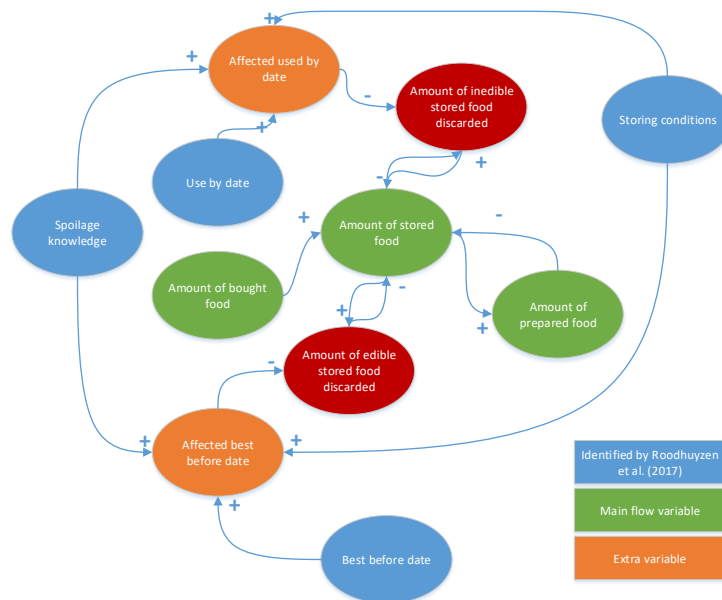 +
+
Affected used by
date
-
Amount of inedible
stored food
discarded
Storing conditions
+
-
+
Use by date
Spoilage
knowledge
+
Amount of stored
food
-
Amount of bought
food
+
-
Amount of
prepared food
+
-
Amount of edible
stored food
discarded
+
Affected best
before date
+
+
Best before date
Identified by Roodhuyzen
et al. (2017)
Main flow variable
Extra variable